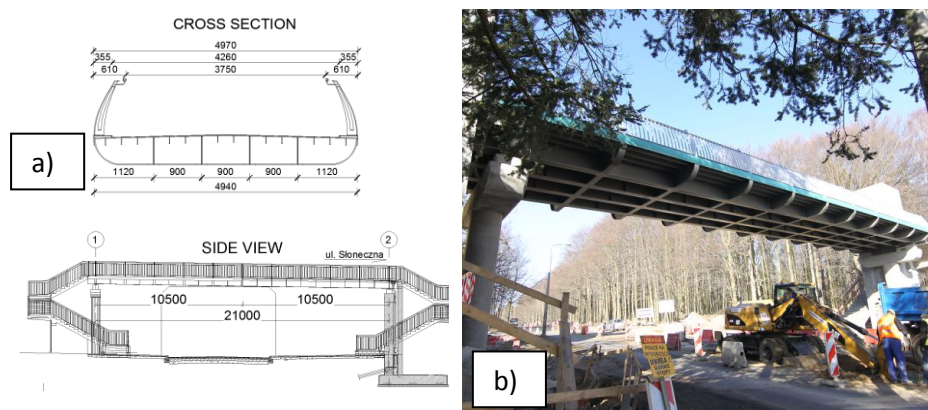 CROSS SECTION
4970
355 4260 355
610 3750 610
a)
1120 900 900 900 1120
4940
1 SIDE VIEW 2
ul. Słoneczna
10500 10500
21000
UWAGA
b)